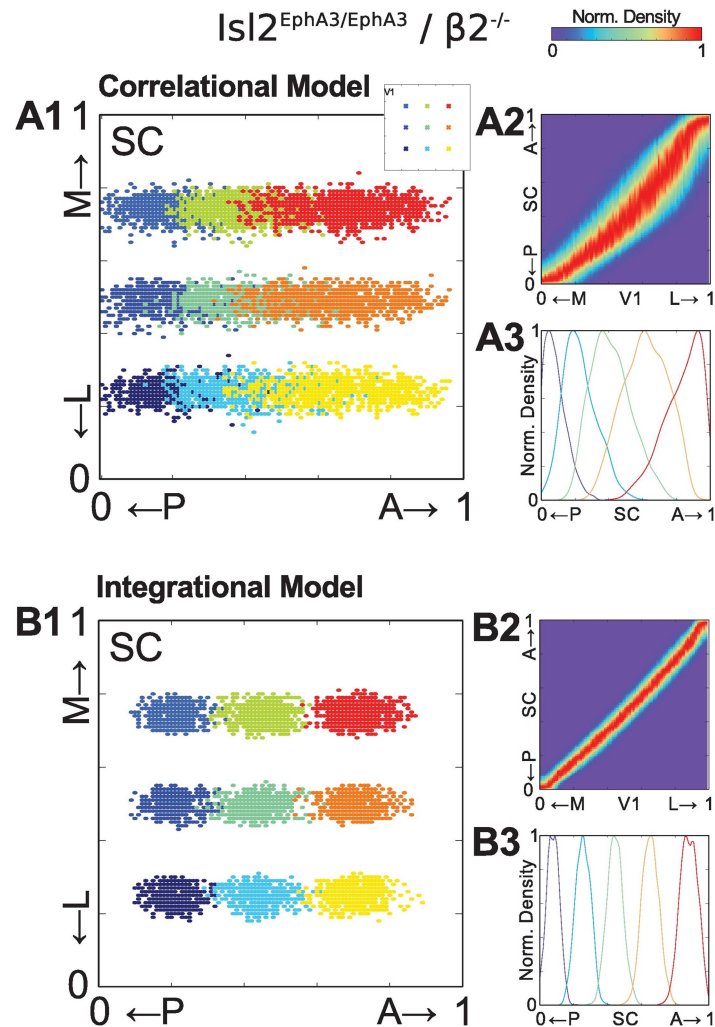 Isl2EphA3/EphA3 / β2-/-
Norm. Density
0 1
Correlational Model
A1 1
SC
V1
M→
←L
0
0 ←P A→ 1
A2
1
A→
SC
←P
0
0 ←M V1 L→ 1
A3
1
Norm. Density
0
0 ←P SC A→ 1
Integrational Model
B1 1
SC
M→
←L
0
0 ←P A→ 1
B2
1
A→
SC
←P
0
0 ←M V1 L→ 1
B3
1
Norm. Density
0
0 ←P SC A→ 1